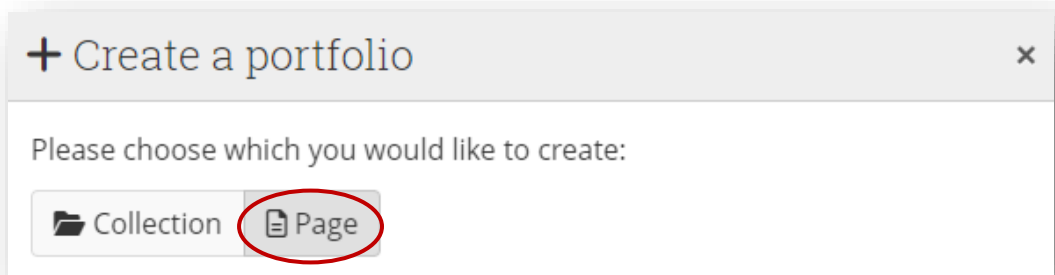 Create a portfolio
Please choose which you would like to create:
Collection Page